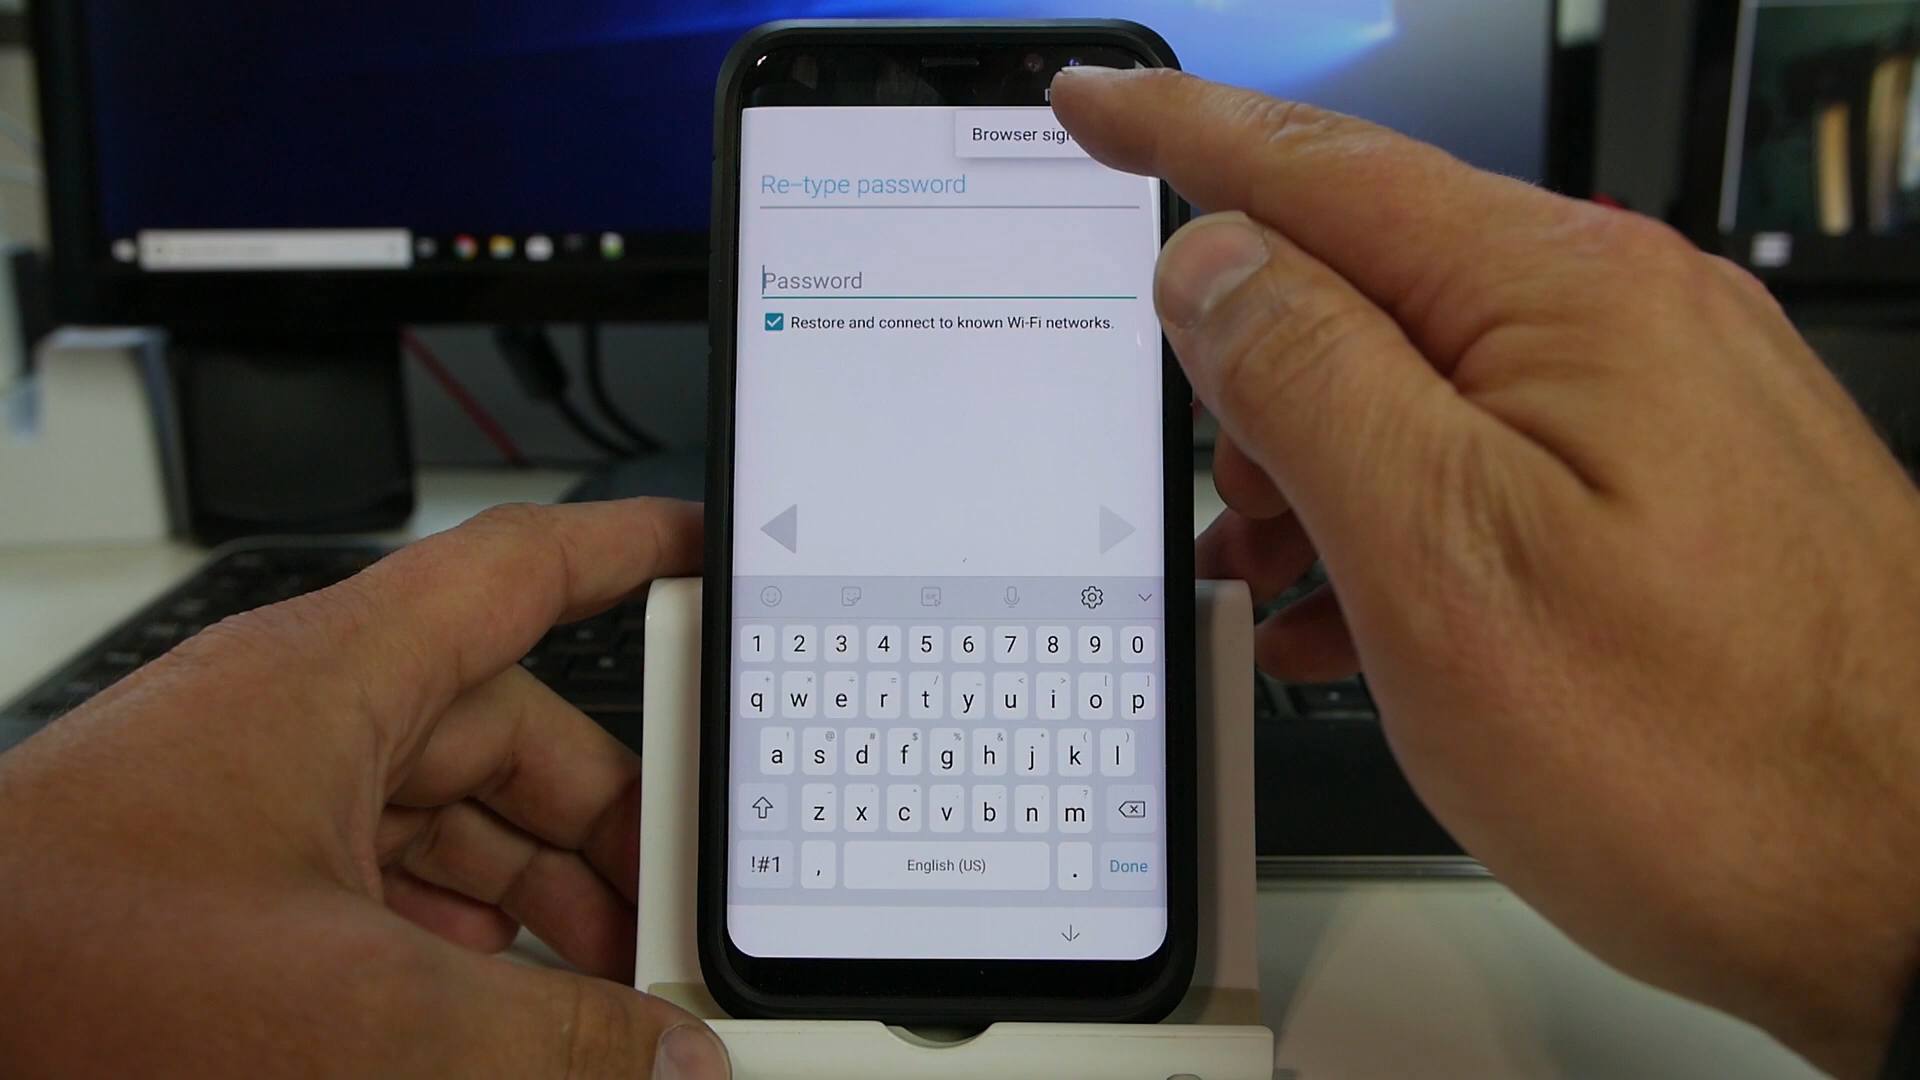 Browser sig
Re-type password
Password
Restore and connect to known Wi-Fi networks.
1 2 3 4 5 6 7 8 9 0
q w e r t y u i o p
a s d f g h j k l
z x c v b n m
!#1 , English (US) . Done